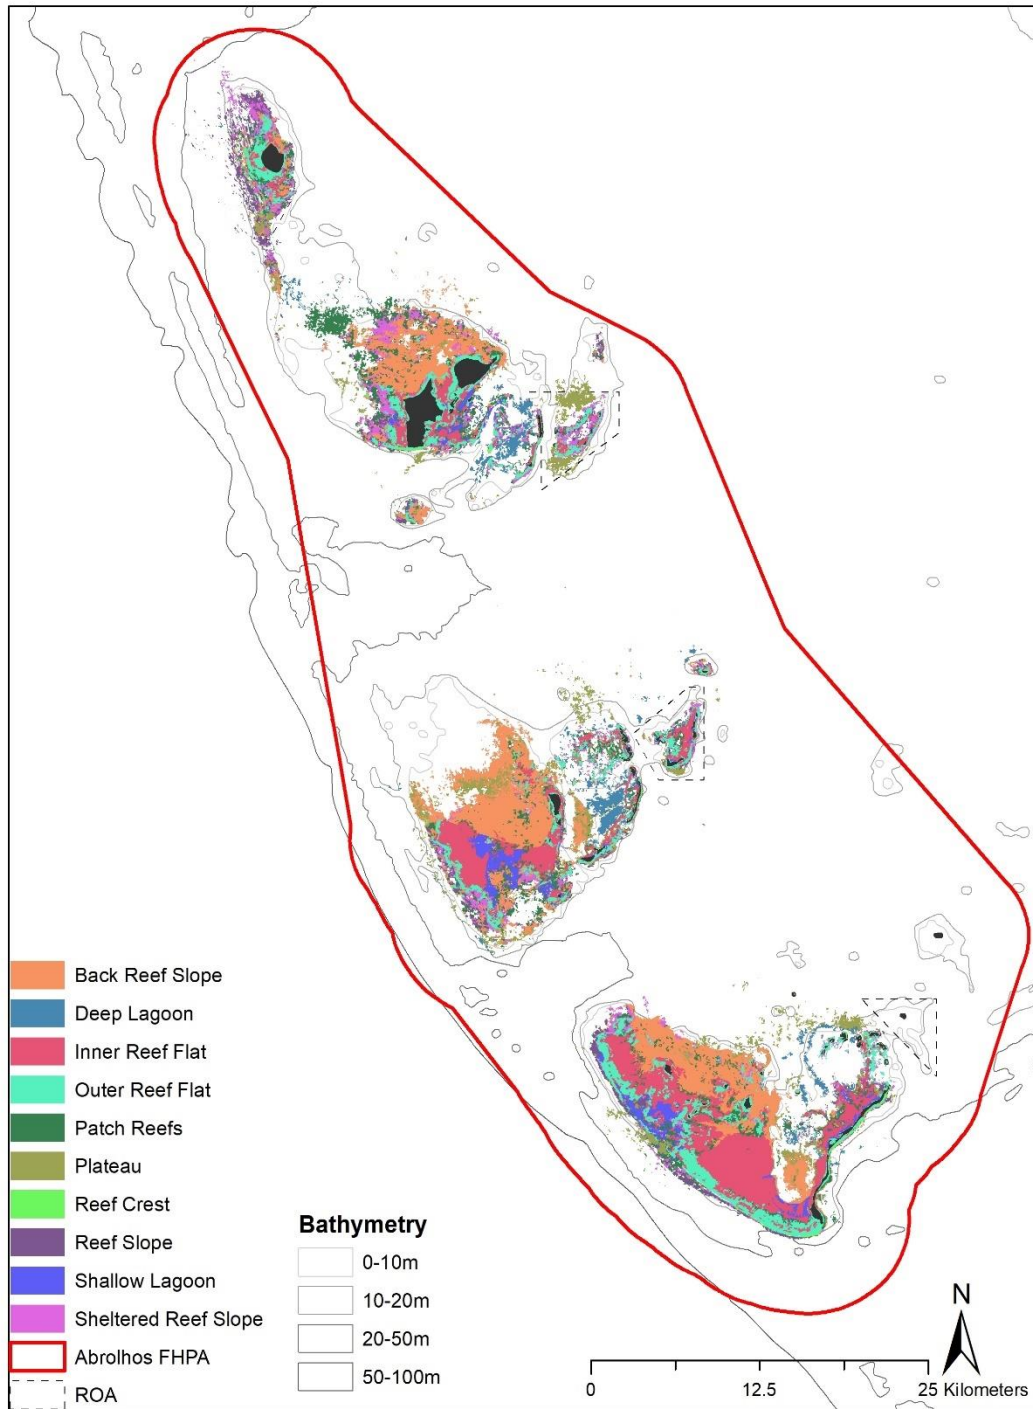 Back Reef Slope
Deep Lagoon
Inner Reef Flat
Outer Reef Flat
Patch Reefs
Plateau
Reef Crest
Reef Slope
Shallow Lagoon
Sheltered Reef Slope
Abrolhos FHPA
ROA
Bathymetry
0-10m
10-20m
20-50m
50-100m
N
0 12.5 25 Kilometers